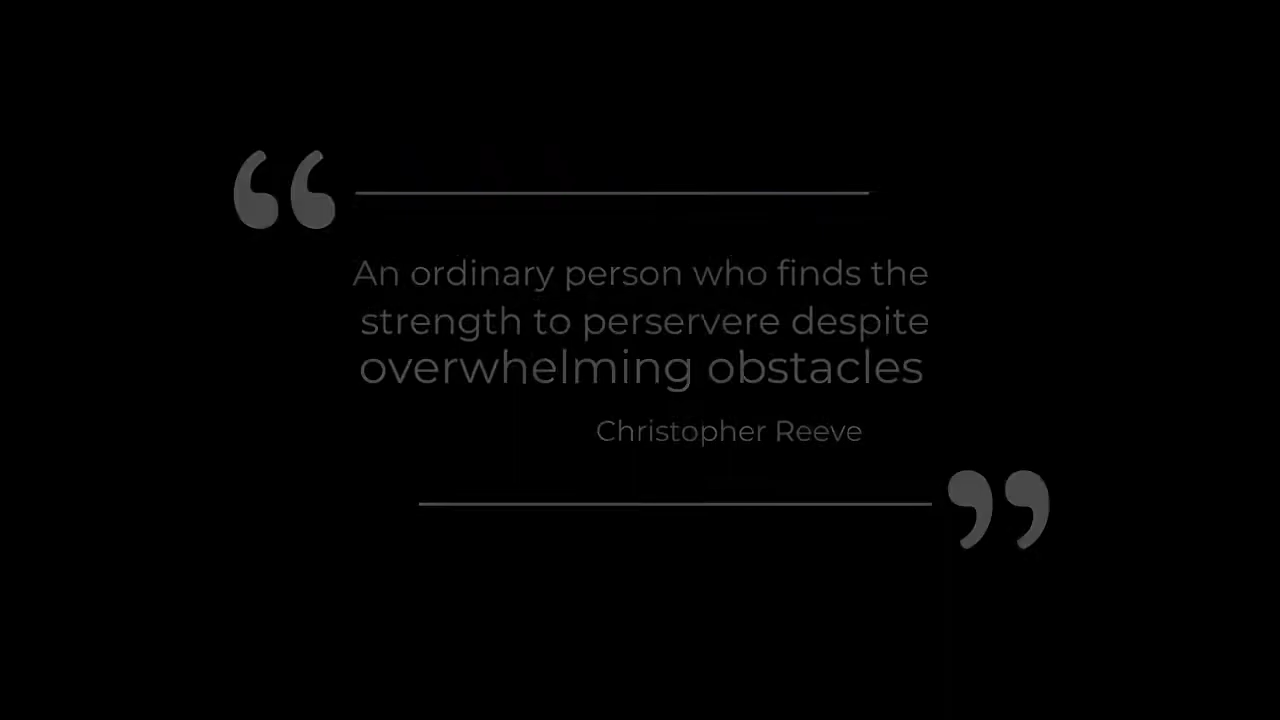 An ordinary person who finds the
strength to perservere despite
overwhelming obstacles
Christopher Reeve